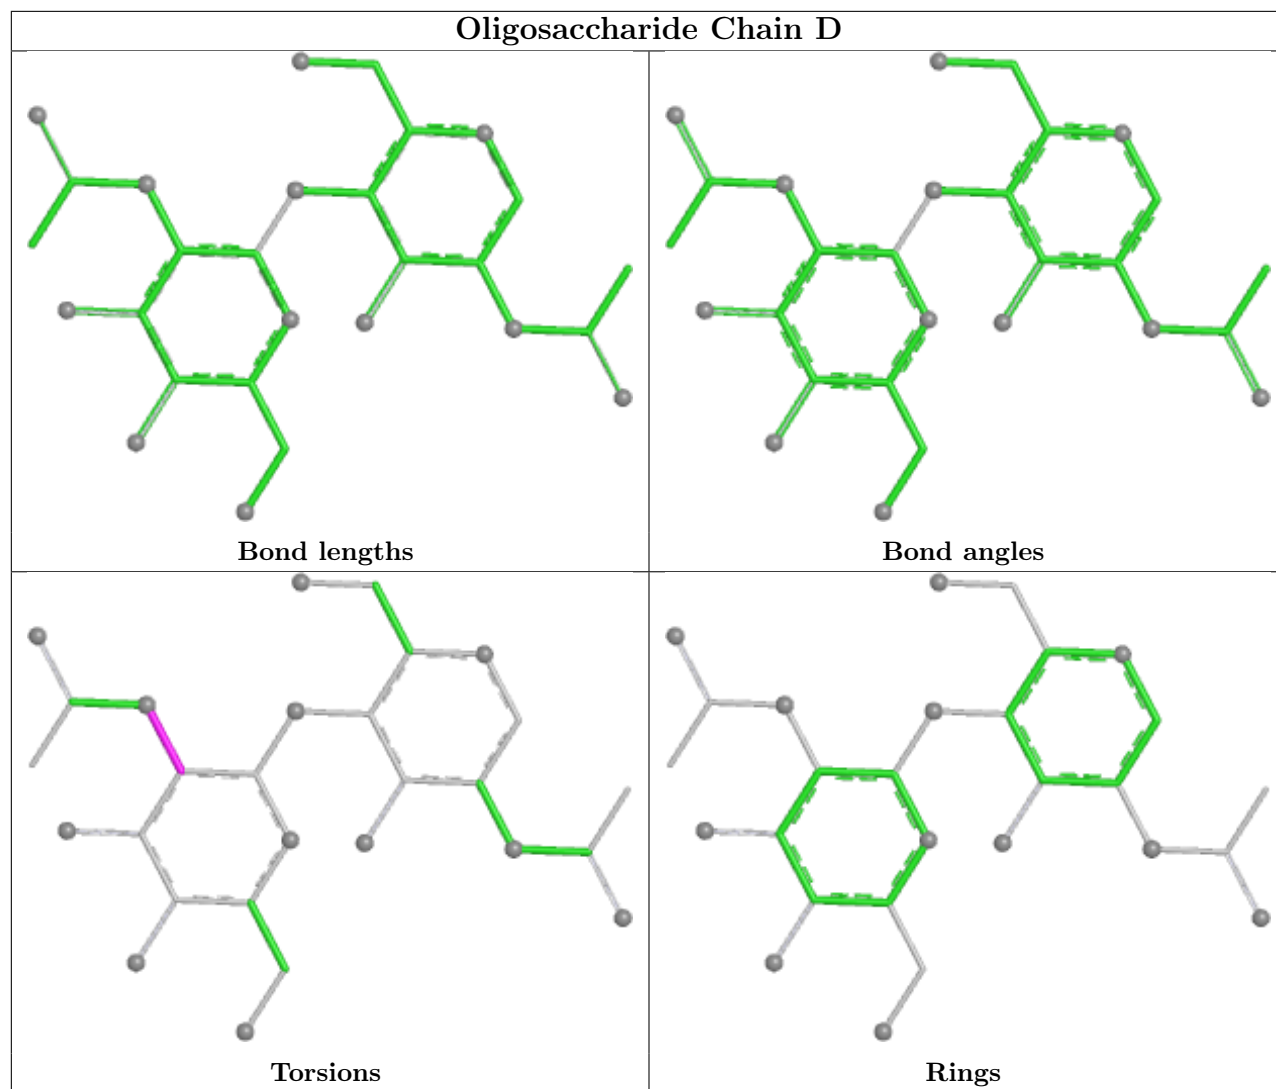 Oligosaccharide Chain D
Bond lengths
Bond angles
Torsions
Rings